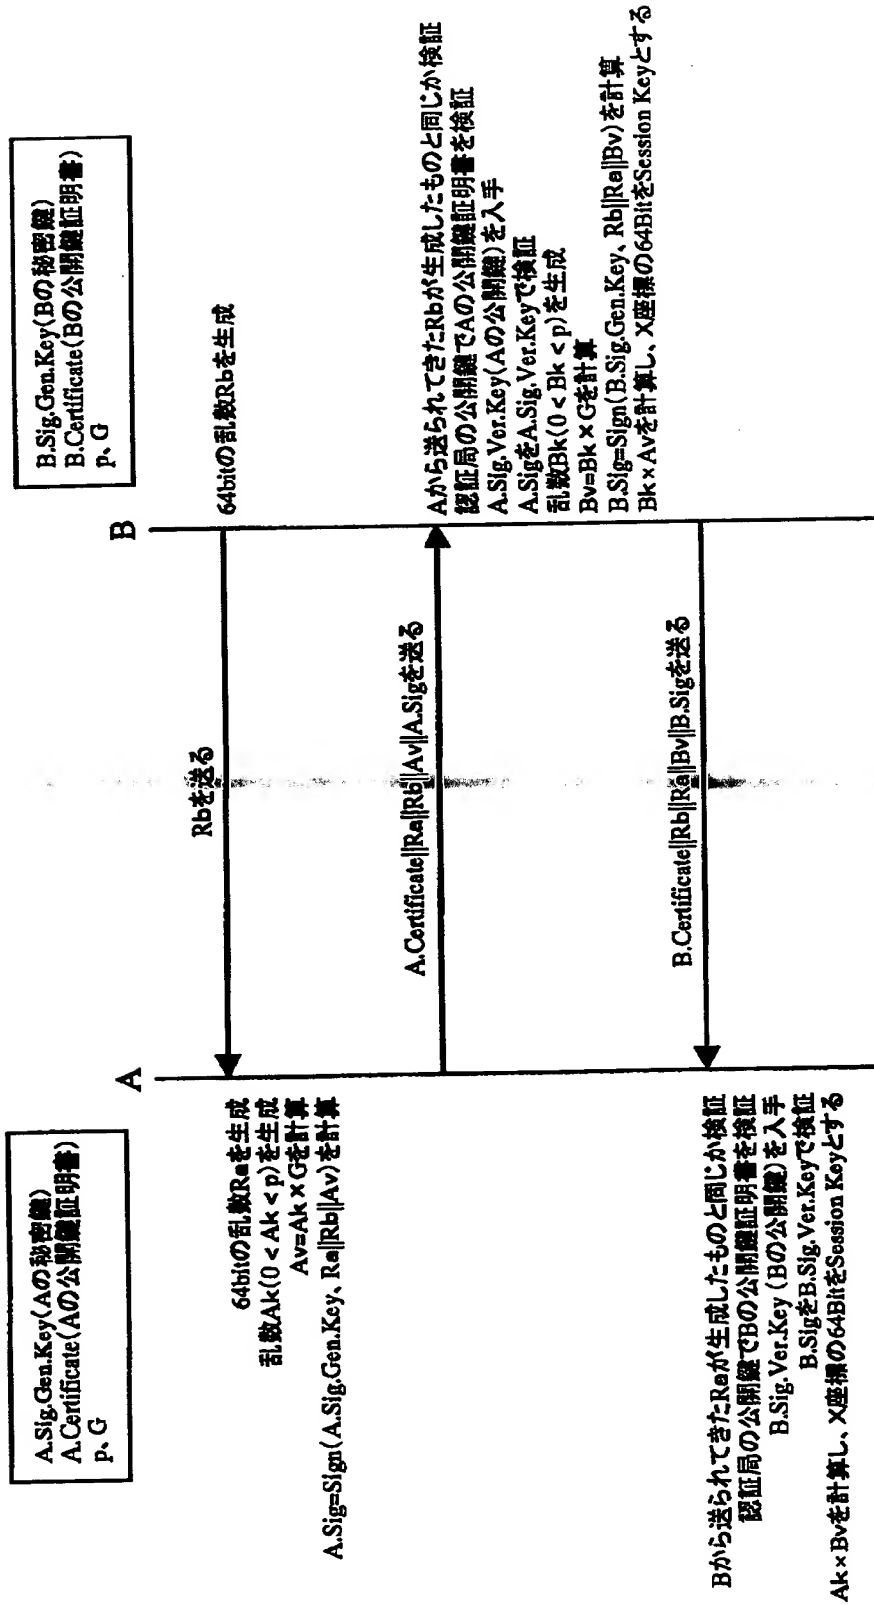 A.Sig.Gen.Key(Aの秘密鍵)
A.Certificate(Aの公開鍵証明書)
p、G
B.Sig.Gen.Key(Bの秘密鍵)
B.Certificate(Bの公開鍵証明書)
p、G
A
B
64bitの乱数Rbを生成
Rbを送る
64bitの乱数Raを生成
乱数Ak(0 < Ak < p)を生成
Av=Ak×Gを計算
A.Sig=Sign(A.Sig.Gen.Key、Ra||Rb||Av)を計算
A.Certificate||Ra||Rb||Av||A.Sigを送る
Aから送られてきたRbが生成したものと同じか検証
認証局の公開鍵でAの公開鍵証明書を検証
A.Sig.Ver.Key(Aの公開鍵)を入手
A.SigをA.Sig.Ver.Keyで検証
乱数Bk(0 < Bk < p)を生成
Bv=Bk×Gを計算
B.Sig=Sign(B.Sig.Gen.Key、Rb||Ra||Bv)を計算
Bk×Avを計算し、X座標の64BitをSession Keyとする
B.Certificate||Rb||Ra||Bv||B.Sigを送る
Bから送られてきたRaが生成したものと同じか検証
認証局の公開鍵でBの公開鍵証明書を検証
B.Sig.Ver.Key (Bの公開鍵)を入手
B.SigをB.Sig.Ver.Keyで検証
Ak×Bvを計算し、X座標の64BitをSession Keyとする